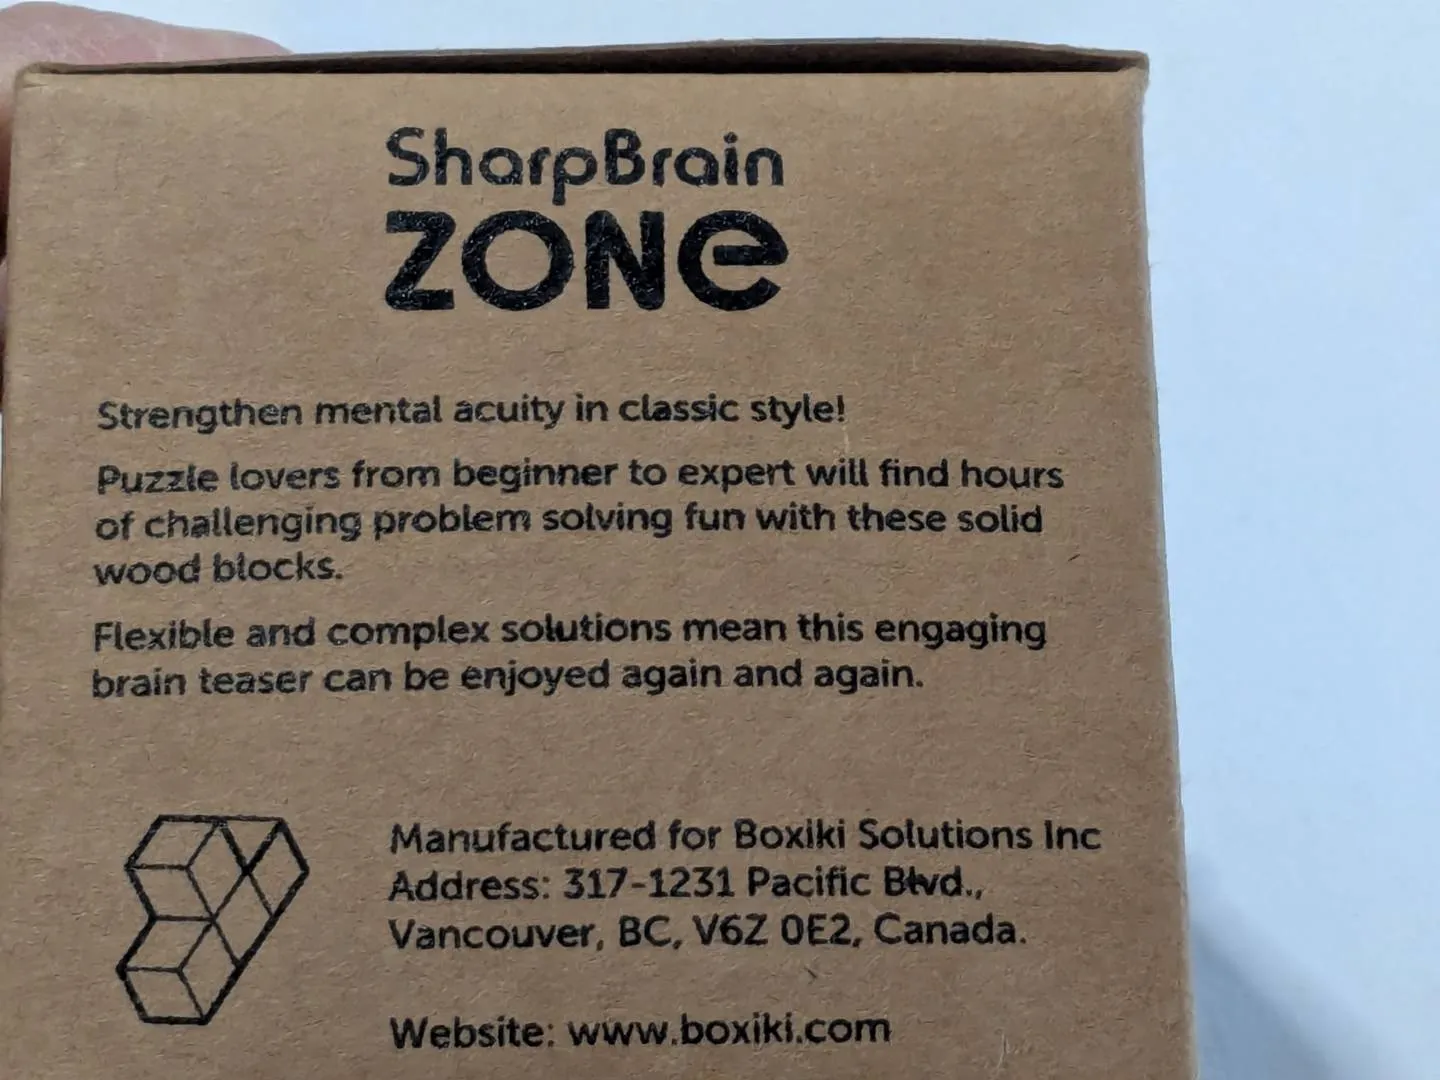 SharpBrain
ZONe
Strengthen mental acuity in classic style!
Puzzle lovers from beginner to expert will find hours
of challenging problem solving fun with these solid
wood blocks.
Flexible and complex solutions mean this engaging
brain teaser can be enjoyed again and again.
Manufactured for Boxiki Solutions Inc
Address: 317-1231 Pacific Blvd.,
Vancouver, BC, V6Z 0E2, Canada.
Website: www.boxiki.com